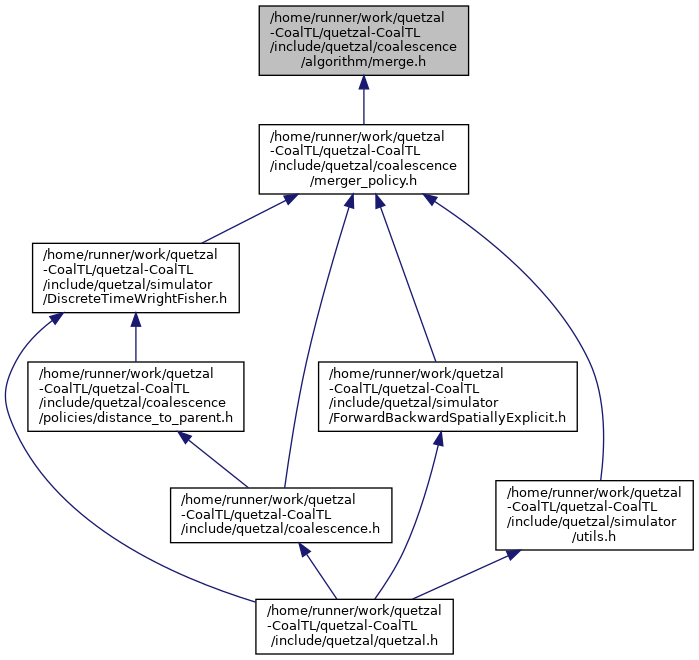 /home/runner/work/quetzal
-CoalTL/quetzal-CoalTL
/include/quetzal/coalescence
/algorithm/merge.h
/home/runner/work/quetzal
-CoalTL/quetzal-CoalTL
/include/quetzal/coalescence
/merger_policy.h
/home/runner/work/quetzal
-CoalTL/quetzal-CoalTL
/include/quetzal/simulator
/DiscreteTimeWrightFisher.h
/home/runner/work/quetzal
-CoalTL/quetzal-CoalTL
/include/quetzal/coalescence
/policies/distance_to_parent.h
/home/runner/work/quetzal
-CoalTL/quetzal-CoalTL
/include/quetzal/simulator
/ForwardBackwardSpatiallyExplicit.h
/home/runner/work/quetzal
-CoalTL/quetzal-CoalTL
/include/quetzal/coalescence.h
/home/runner/work/quetzal
-CoalTL/quetzal-CoalTL
/include/quetzal/simulator
/utils.h
/home/runner/work/quetzal
-CoalTL/quetzal-CoalTL
/include/quetzal/quetzal.h